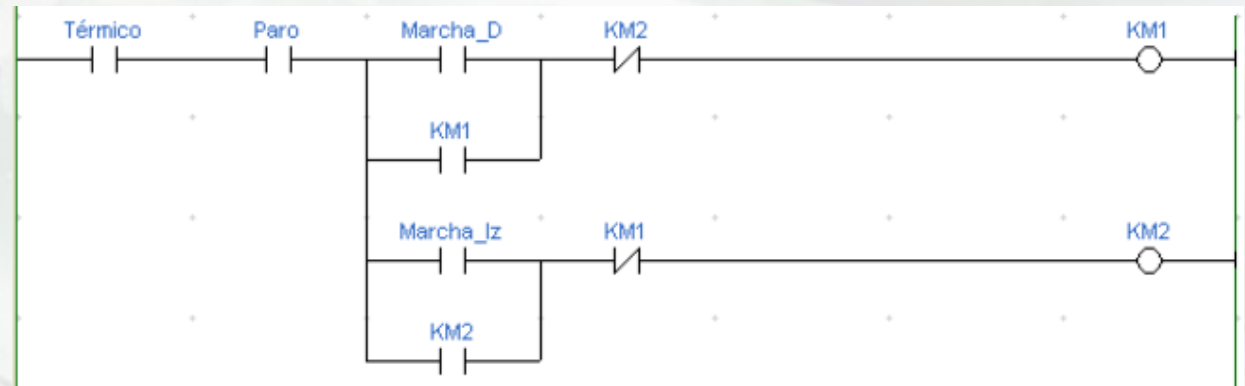 Térmico Paro Marcha_D KM2 KM1
KM1
Marcha_Iz KM1 KM2
KM2